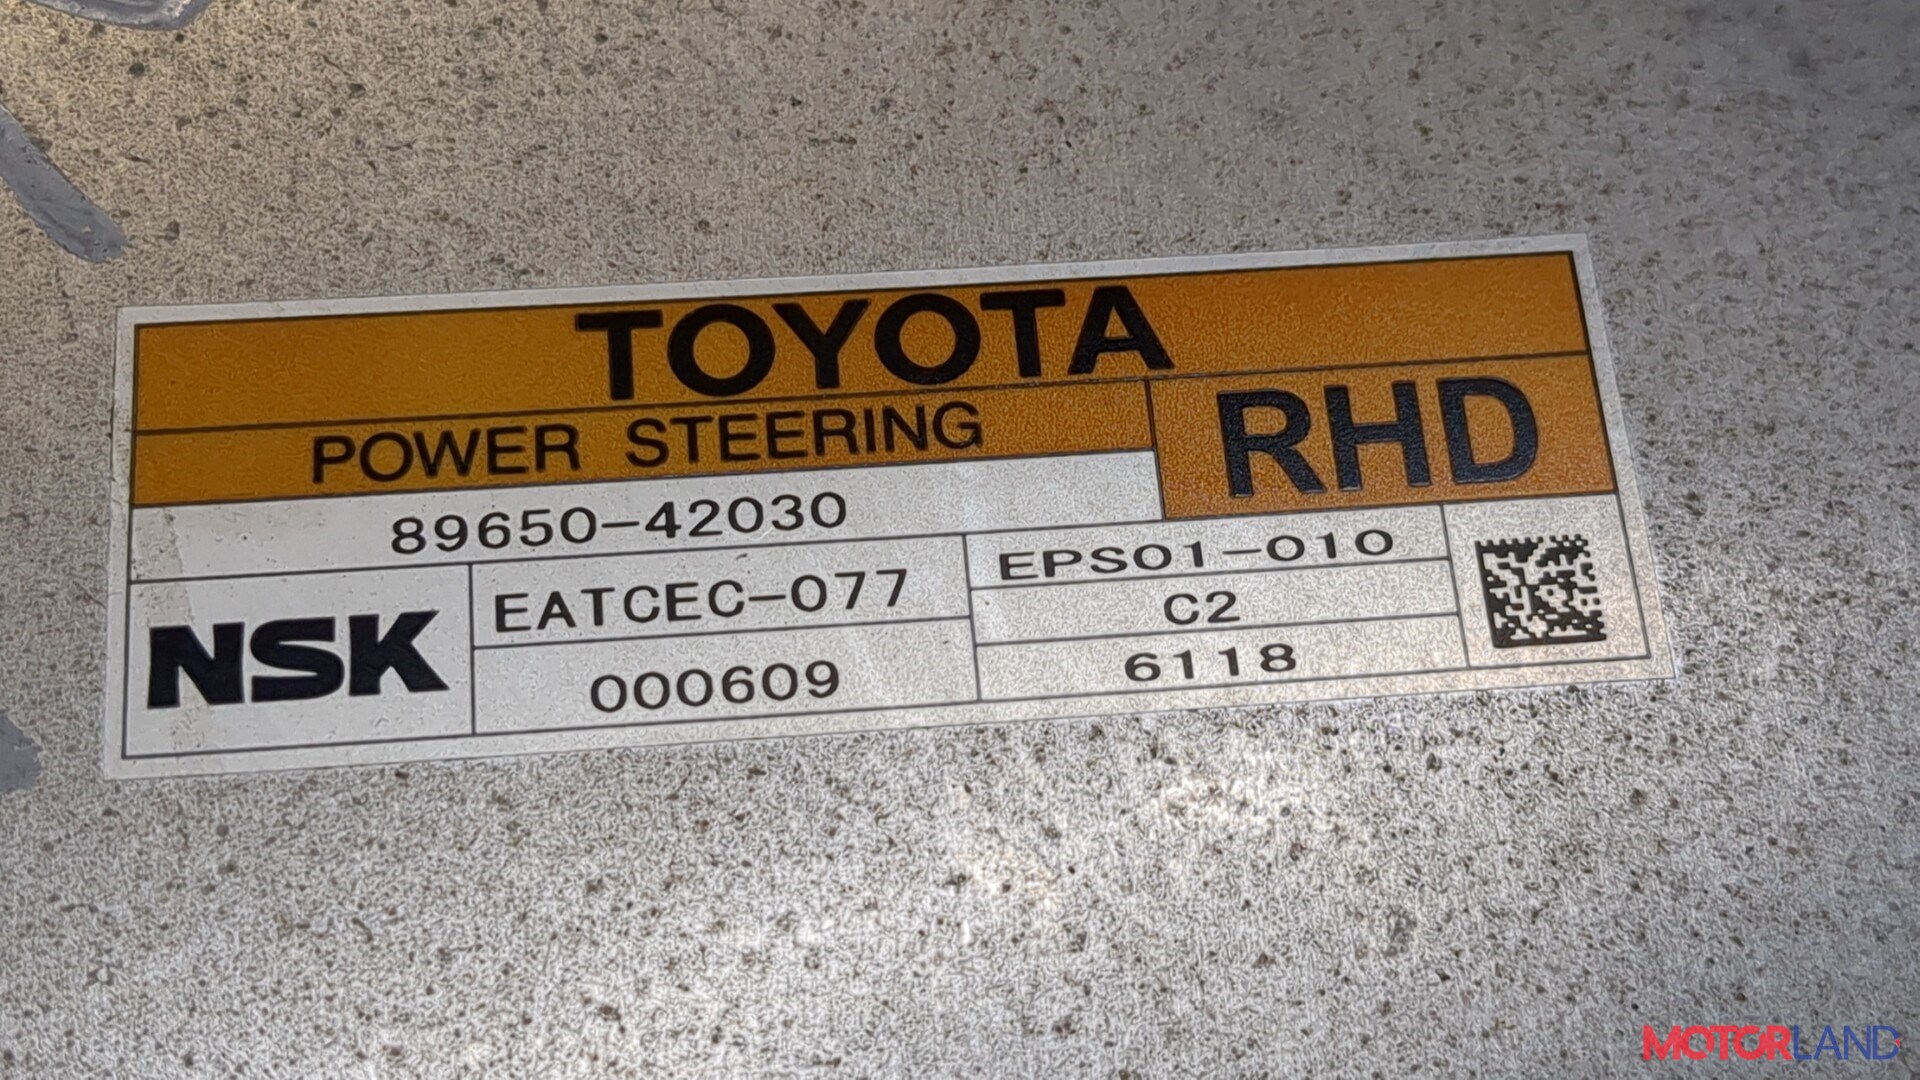 TOYOTA
POWER STEERING
RHD
89650-42030
NSK
EATCEC-077
000609
EPS01-010
C2
6118
MOTORLAND